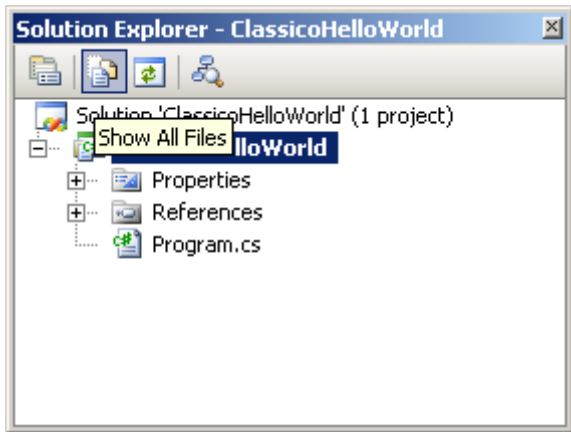 Solution Explorer - ClassicoHelloWorld
Solution 'ClassicoHelloWorld' (1 project)
Show All Files
lloWorld
Properties
References
Program.cs